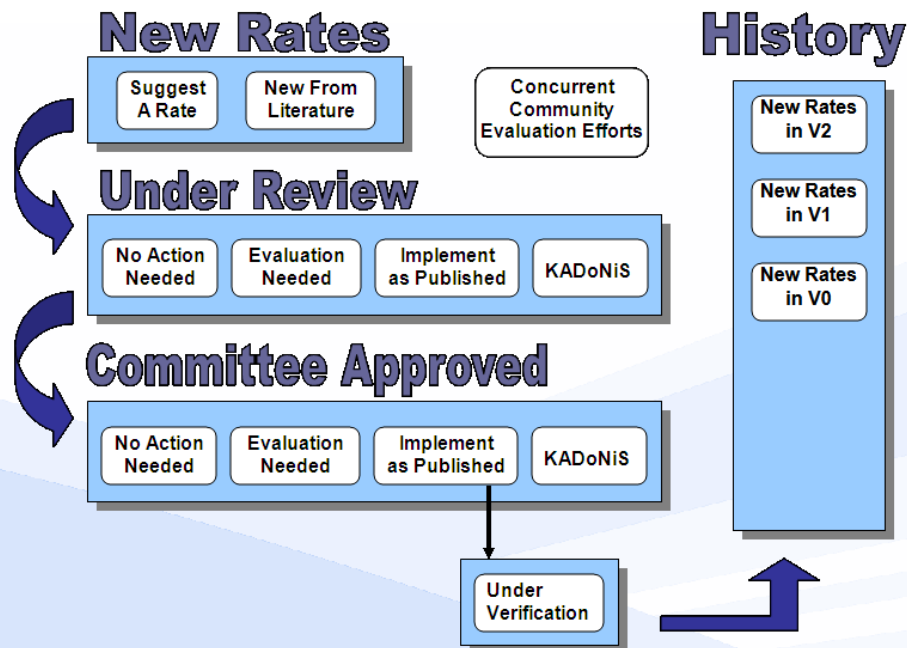 New Rates
Suggest
A Rate
New From
Literature
Concurrent
Community
Evaluation Efforts
Under Review
No Action
Needed
Evaluation
Needed
Implement
as Published
KADoNiS
Committee Approved
No Action
Needed
Evaluation
Needed
Implement
as Published
KADoNiS
Under
Verification
History
New Rates
in V2
New Rates
in V1
New Rates
in V0